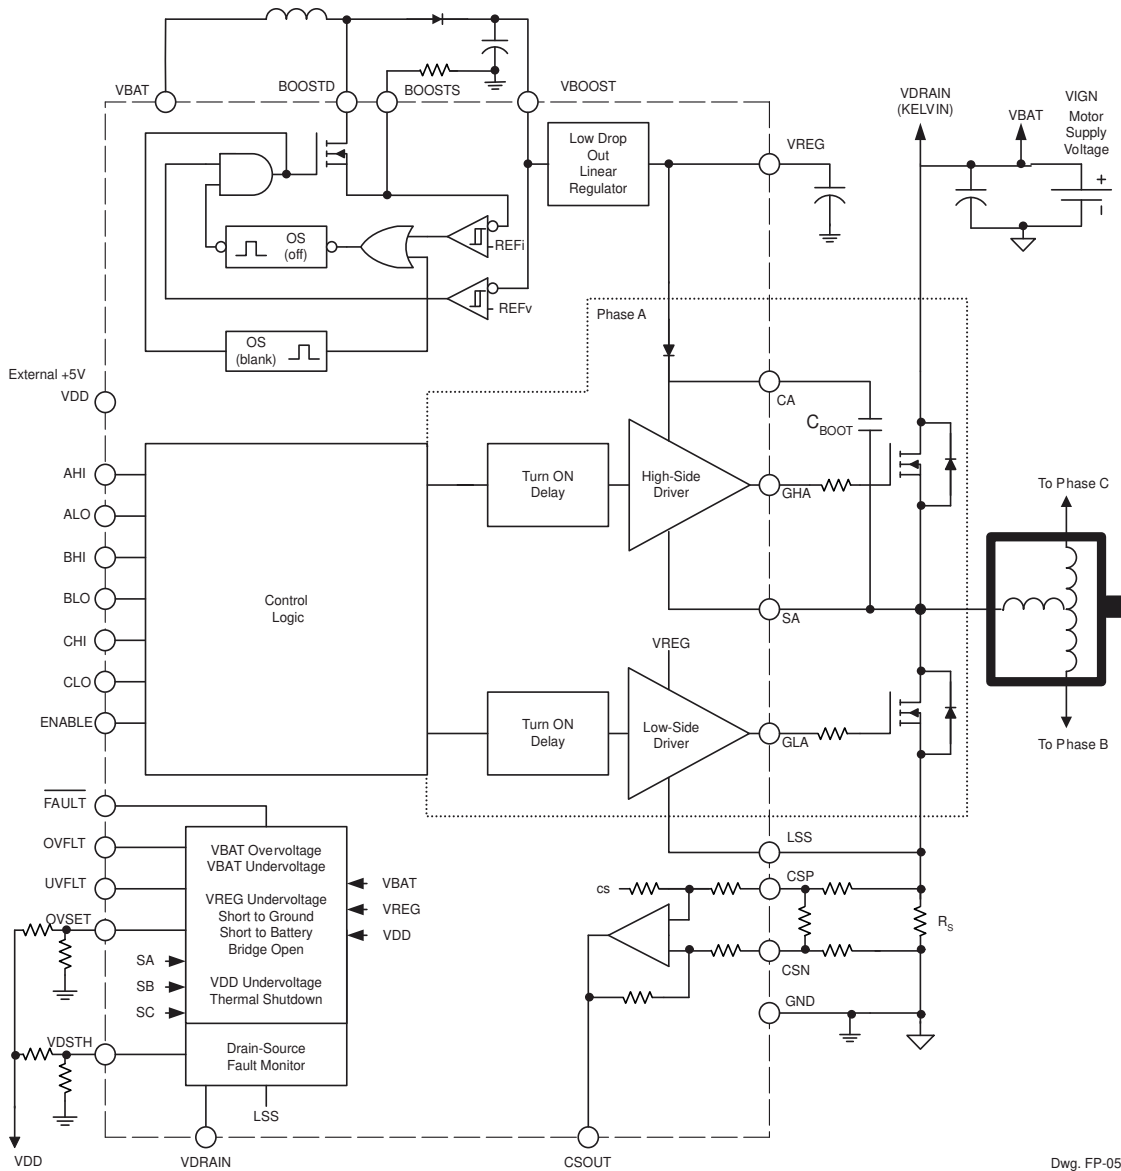 VBAT
BOOSTD
BOOSTS
VBOOST
VDRAIN
(KELVIN)
VBAT
VIGN
Motor
Supply
Voltage
Low Drop
Out
Linear
Regulator
VREG
+
OS
(off)
REFi
REFv
OS
(blank)
Phase A
External +5V
VDD
CA
CBOOT
AHI
ALO
BHI
BLO
CHI
CLO
ENABLE
Control
Logic
Turn ON
Delay
High-Side
Driver
GHA
SA
To Phase C
To Phase B
VREG
Turn ON
Delay
Low-Side
Driver
GLA
LSS
FAULT
OVFLT
UVFLT
OVSET
VBAT Overvoltage
VBAT Undervoltage
VREG Undervoltage
Short to Ground
Short to Battery
Bridge Open
VDD Undervoltage
Thermal Shutdown
VBAT
VREG
VDD
SA
SB
SC
VDSTH
Drain-Source
Fault Monitor
LSS
VDD
VDRAIN
cs
CSP
CSN
RS
GND
CSOUT
Dwg. FP-05